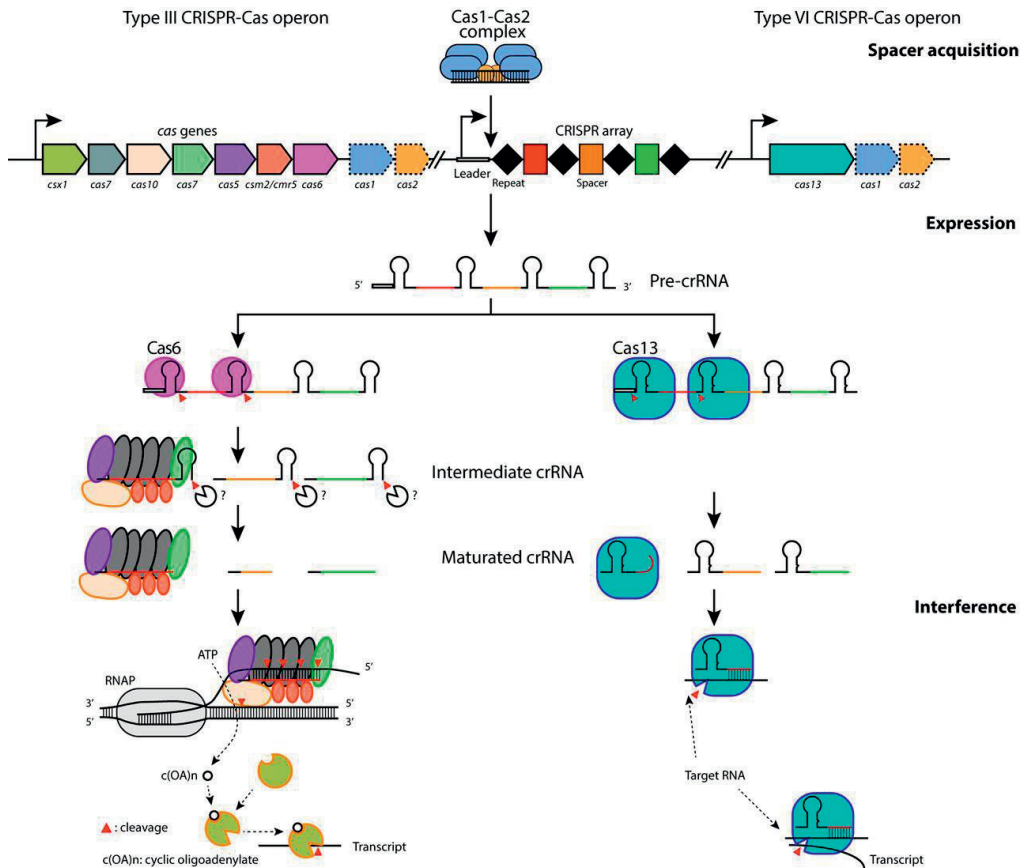 Type III CRISPR-Cas operon
Cas1-Cas2
complex
Type VI CRISPR-Cas operon
Spacer acquisition
cas genes
CRISPR array
csx1
cas7
cas10
cas7
cas5
csm2/cmr5
cas6
cas1
cas2
Leader
Repeat
Spacer
cas13
cas1
cas2
Expression
5′
3′
Pre-crRNA
Cas6
Cas13
Intermediate crRNA
?
?
?
Maturated crRNA
Interference
ATP
5′
RNAP
3′
5′
3′
3′
c(OA)n
Target RNA
: cleavage
c(OA)n: cyclic oligoadenylate
Transcript
Transcript